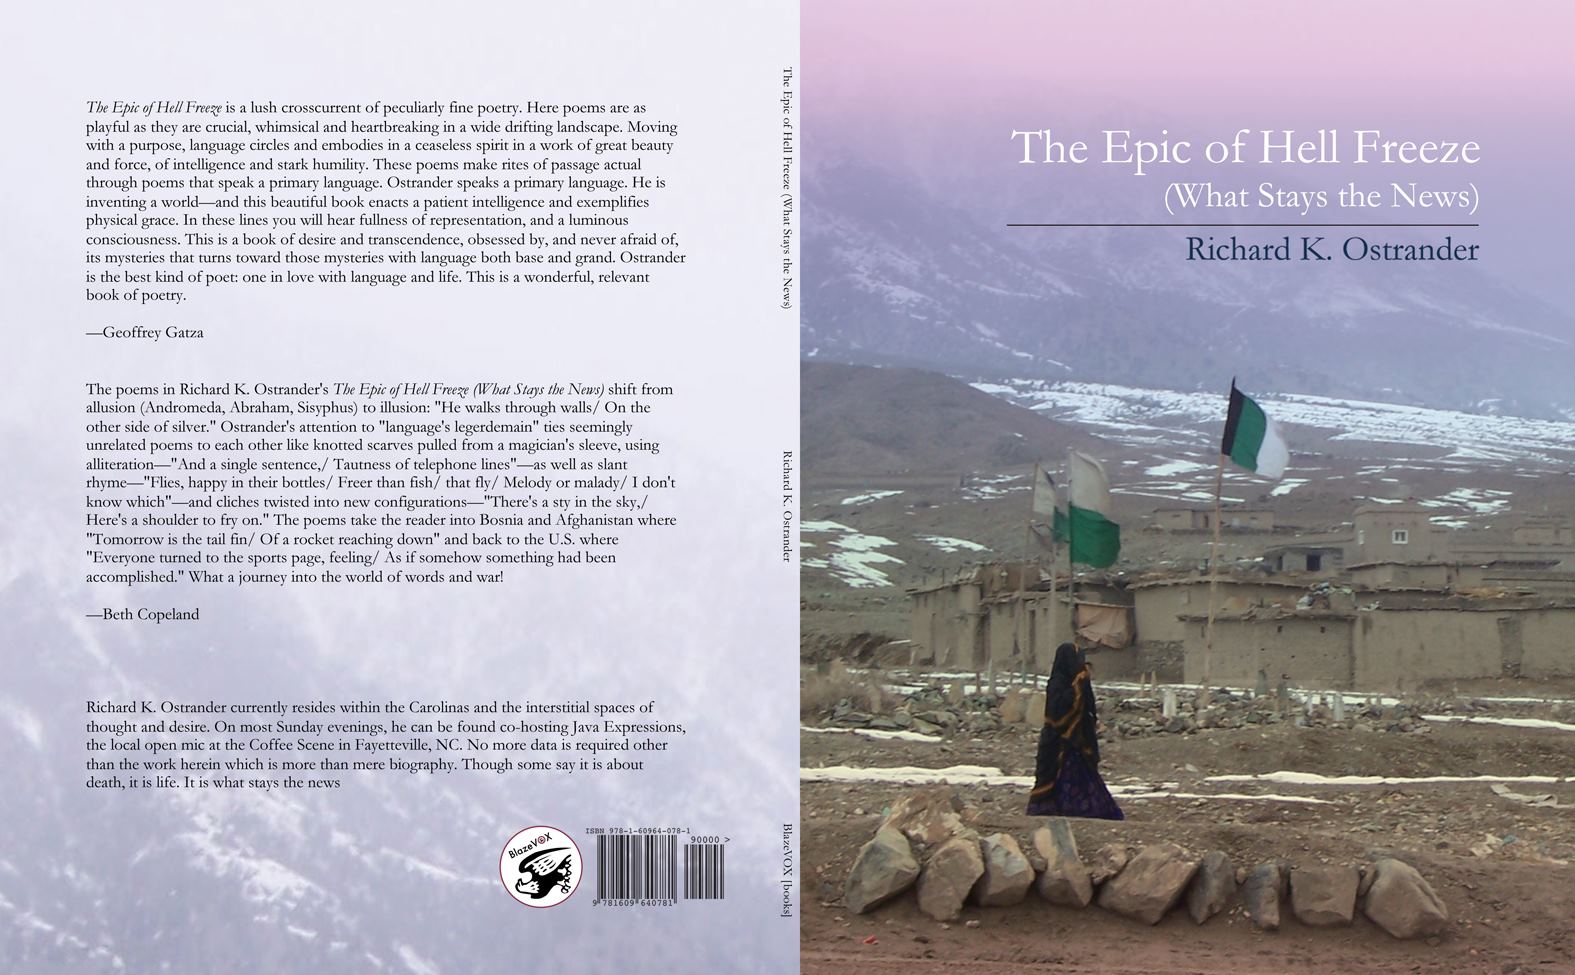 The Epic of Hell Freeze is a lush crosscurrent of peculiarly fine poetry. Here poems are as
playful as they are crucial, whimsical and heartbreaking in a wide drifting landscape. Moving
with a purpose, language circles and embodies in a ceaseless spirit in a work of great beauty
and force, of intelligence and stark humility. These poems make rites of passage actual
through poems that speak a primary language. Ostrander speaks a primary language. He is
inventing a world—and this beautiful book enacts a patient intelligence and exemplifies
physical grace. In these lines you will hear fullness of representation, and a luminous
consciousness. This is a book of desire and transcendence, obsessed by, and never afraid of,
its mysteries that turns toward those mysteries with language both base and grand. Ostrander
is the best kind of poet: one in love with language and life. This is a wonderful, relevant
book of poetry.
—Geoffrey Gatza
The poems in Richard K. Ostrander's The Epic of Hell Freeze (What Stays the News) shift from
allusion (Andromeda, Abraham, Sisyphus) to illusion: "He walks through walls/ On the
other side of silver." Ostrander's attention to "language's legerdemain" ties seemingly
unrelated poems to each other like knotted scarves pulled from a magician's sleeve, using
alliteration—"And a single sentence,/ Tautness of telephone lines"—as well as slant
rhyme—"Flies, happy in their bottles/ Freer than fish/ that fly/ Melody or malady/ I don't
know which"—and cliches twisted into new configurations—"There's a sty in the sky,/
Here's a shoulder to fry on." The poems take the reader into Bosnia and Afghanistan where
"Tomorrow is the tail fin/ Of a rocket reaching down" and back to the U.S. where
"Everyone turned to the sports page, feeling/ As if somehow something had been
accomplished." What a journey into the world of words and war!
—Beth Copeland
Richard K. Ostrander currently resides within the Carolinas and the interstitial spaces of
thought and desire. On most Sunday evenings, he can be found co-hosting Java Expressions,
the local open mic at the Coffee Scene in Fayetteville, NC. No more data is required other
than the work herein which is more than mere biography. Though some say it is about
death, it is life. It is what stays the news
BlazeVOX
ISBN 978-1-60964-078-1
90000 >
9 781609 640781
The Epic of Hell Freeze (What Stays the News)
Richard K. Ostrander
BlazeVOX [books]
The Epic of Hell Freeze
(What Stays the News)
Richard K. Ostrander